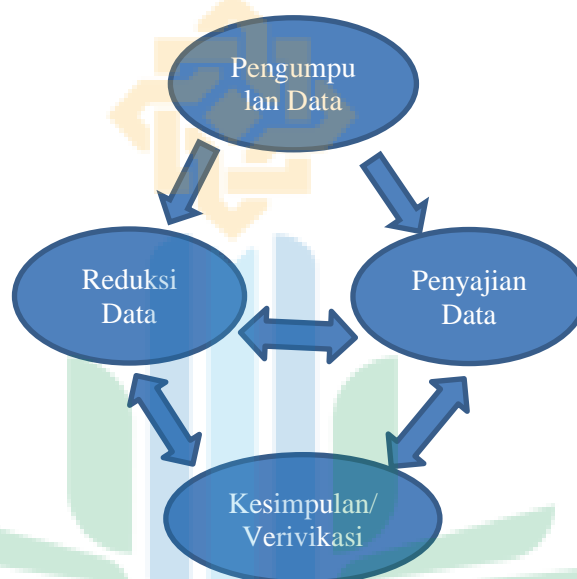 Pengumpu
lan Data
Reduksi
Data
Penyajian
Data
Kesimpulan/
Verivikasi